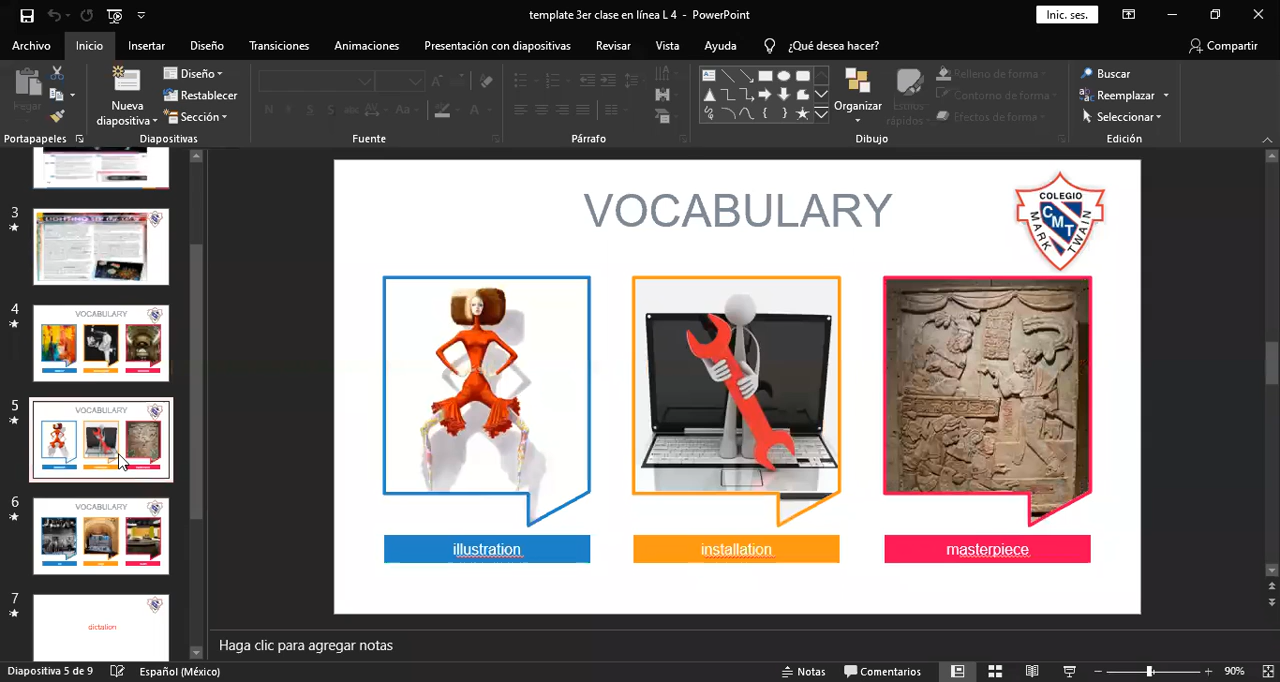 template 3er clase en línea L 4 - PowerPoint
Inic. ses.
Archivo Inicio Insertar Diseño Transiciones Animaciones Presentación con diapositivas Revisar Vista Ayuda ¿Qué desea hacer? Compartir
Pegar
Nueva diapositiva
Diseño
Restablecer
Sección
N
Aa
A
Organizar
Estilos rápidos
Relleno de forma
Contorno de forma
Efectos de forma
Buscar
Reemplazar
Seleccionar
Portapapeles Diapositivas Fuente Párrafo Dibujo Edición
3
4
VOCABULARY
5
VOCABULARY
6
VOCABULARY
7
dictation
VOCABULARY
COLEGIO
CMT
MARK TWAIN
illustration installation masterpiece
Haga clic para agregar notas
Diapositiva 5 de 9 Español (México) Notas Comentarios 90%